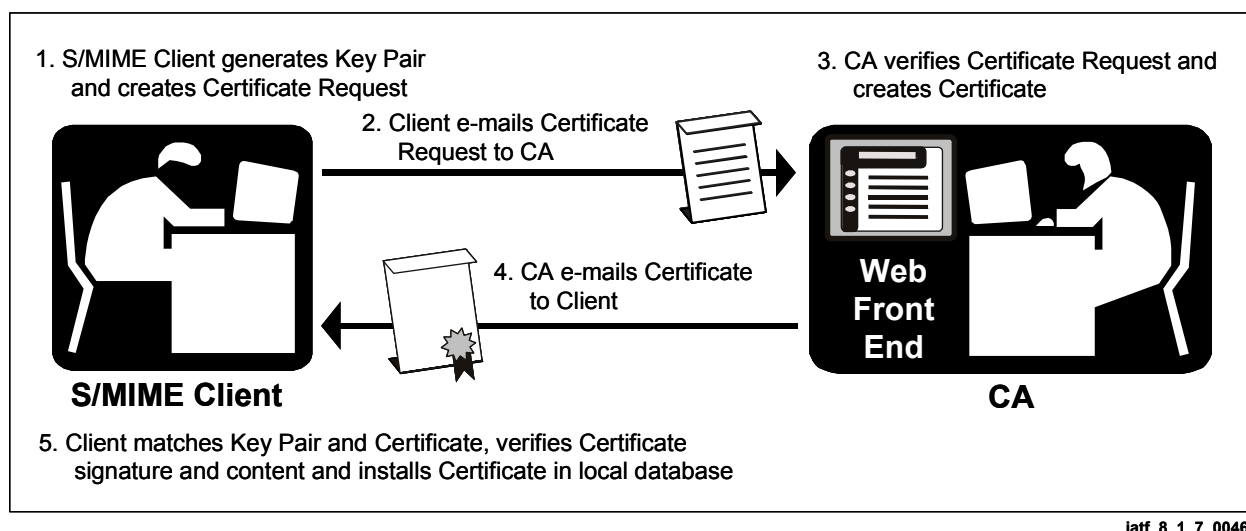 1. S/MIME Client generates Key Pair
and creates Certificate Request
3. CA verifies Certificate Request and
creates Certificate
2. Client e-mails Certificate
Request to CA
4. CA e-mails Certificate
to Client
Web
Front
End
S/MIME Client
CA
5. Client matches Key Pair and Certificate, verifies Certificate
signature and content and installs Certificate in local database
iatf_8_1_7_0046